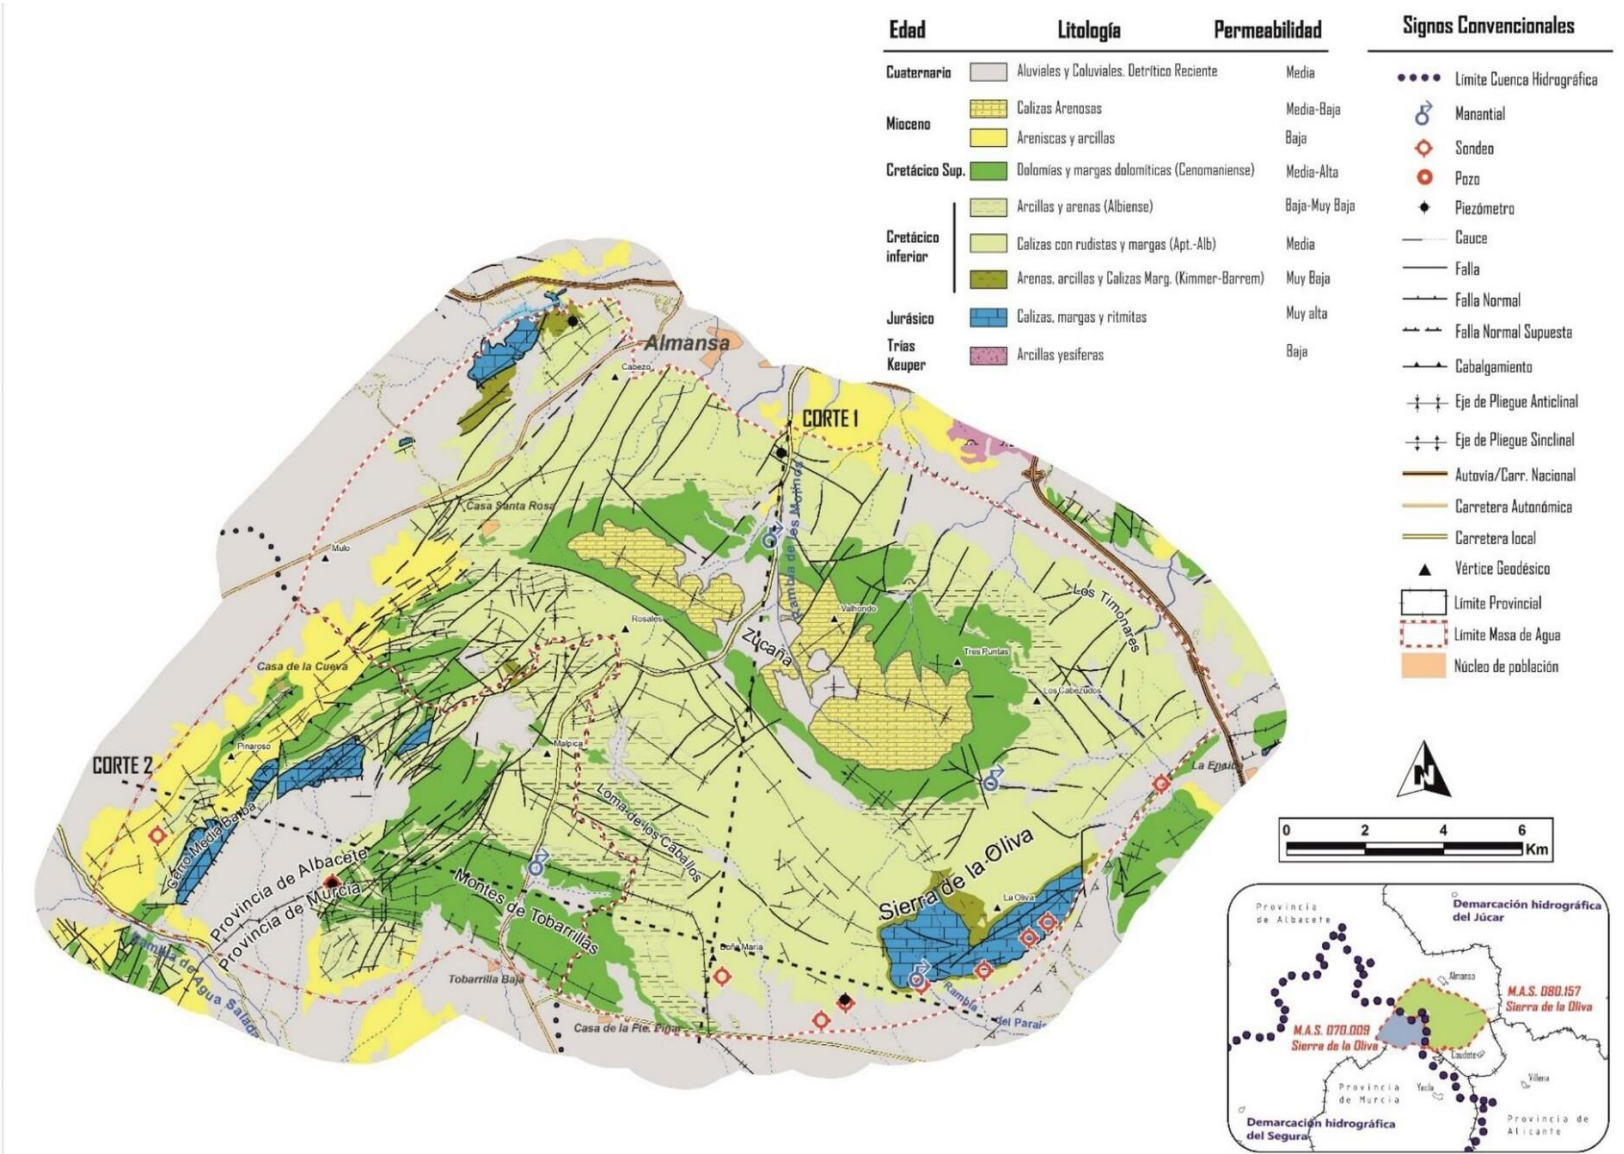 Edad Litología Permeabilidad
Cuaternario Aluviales y Coluviales. Detrítico Reciente Media
Mioceno
Calizas Arenosas Media-Baja
Areniscas y arcillas Baja
Cretácico Sup. Dolomías y margas dolomíticas (Cenomaniense) Media-Alta
Cretácico inferior
Arcillas y arenas (Albiense) Baja-Muy Baja
Calizas con rudistas y margas (Apt.-Alb) Media
Arenas, arcillas y Calizas Marg. (Kimmer-Barrem) Muy Baja
Jurásico Calizas, margas y ritmitas Muy alta
Trías
Keuper
Arcillas yesíferas Baja
Signos Convencionales
Límite Cuenca Hidrográfica
Manantial
Sondeo
Pozo
Piezómetro
Cauce
Falla
Falla Normal
Falla Normal Supuesta
Cabalgamiento
Eje de Pliegue Anticlinal
Eje de Pliegue Sinclinal
Autovía/Carr. Nacional
Carretera Autonómica
Carretera local
Vértice Geodésico
Límite Provincial
Límite Masa de Agua
Núcleo de población
Almansa
Cabezo
CORTE 1
Casa Santa Rosa
Rambla de los Molinos
Mulo
Los Timonares
Valhondo
Rosales
Zucaña
Tres Puntas
Casa de la Cueva
Los Cabezudos
Pinaroso
Malpica
CORTE 2
La Encina
Loma de los Caballos
Cerro Media Barba
Provincia de Albacete
Provincia de Murcia
Sierra de la Oliva
La Oliva
Montes de Tobarrillas
Doña María
Ramila de Agua Salada
Tobarrilla Baja
Rambla del Parais
Casa de la Fte. Pinar
N
0 2 4 6
Km
Provincia
de Albacete
Demarcación hidrográfica
del Júcar
Almansa
M.A.S. 080.157
Sierra de la Oliva
M.A.S. 070.009
Sierra de la Oliva
Caudete
Villena
Yecla
Provincia
de Murcia
Provincia de
Alicante
Demarcación hidrográfica
del Segura